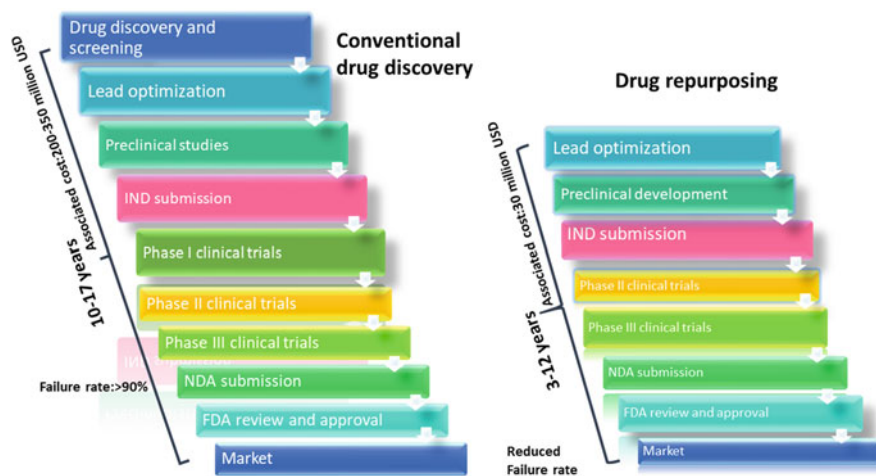 Drug discovery and
screening
Lead optimization
Preclinical studies
IND submission
Phase I clinical trials
Phase II clinical trials
Phase III clinical trials
NDA submission
FDA review and approval
Market
Conventional
drug discovery
Associated cost:200-350 million USD
10-17 years
Failure rate:>90%
Drug repurposing
Lead optimization
Preclinical development
IND submission
Phase II clinical trials
Phase III clinical trials
NDA submission
FDA review and approval
Market
Associated cost:30 million USD
3-12 years
Reduced
Failure rate